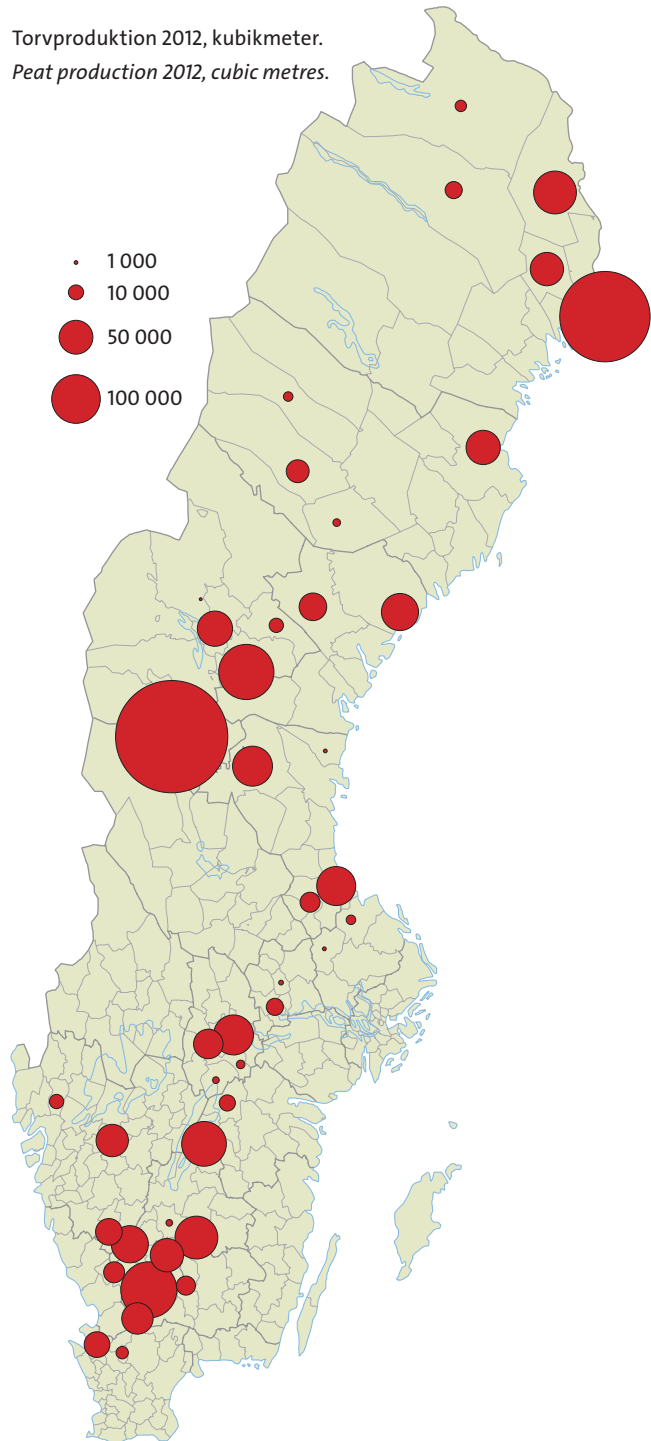 Torvproduktion 2012, kubikmeter.
Peat production 2012, cubic metres.
1 000
10 000
50 000
100 000